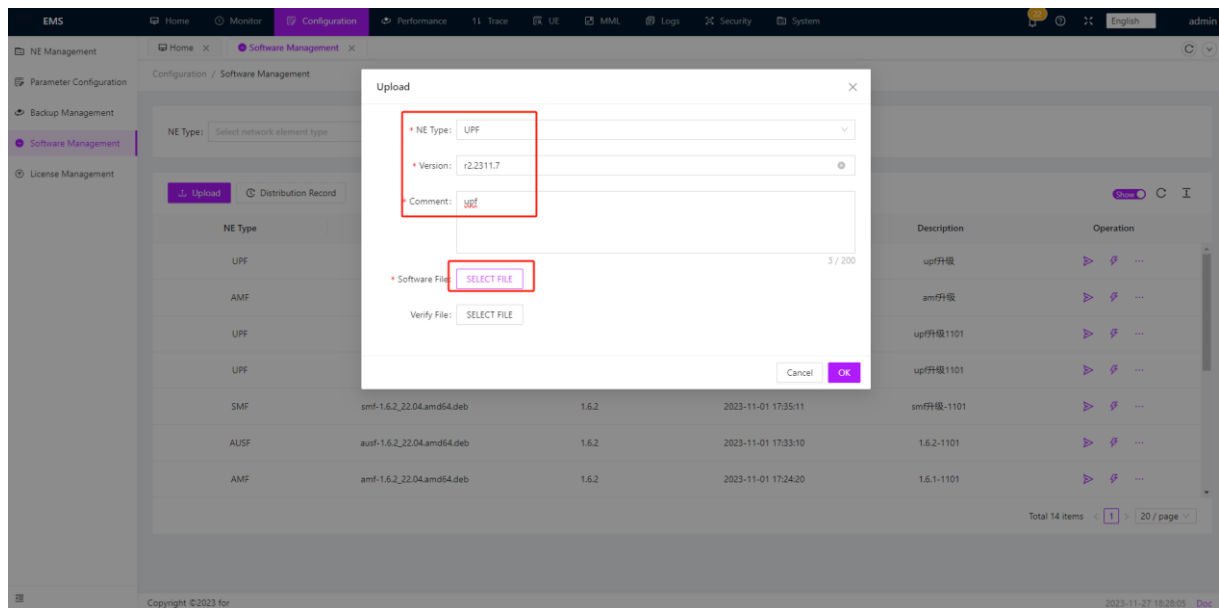 EMS Home Monitor Configuration Performance Trace UE MML Logs Security System 22 English admin
NE Management
Parameter Configuration
Backup Management
Software Management
License Management
Home Software Management
Configuration / Software Management
NE Type: Select network element type
Upload Distribution Record Show
NE Type Description Operation
UPF upf升级
AMF amf升级
UPF upf升级1101
UPF upf升级1101
SMF smf-1.6.2_22.04.amd64.deb 1.6.2 2023-11-01 17:35:11 smf升级-1101
AUSF ausf-1.6.2_22.04.amd64.deb 1.6.2 2023-11-01 17:33:10 1.6.2-1101
AMF amf-1.6.2_22.04.amd64.deb 1.6.2 2023-11-01 17:24:20 1.6.1-1101
Total 14 items < 1 > 20 / page
Upload
* NE Type: UPF
* Version: r2.2311.7
* Comment: upf
3 / 200
* Software File: SELECT FILE
Verify File: SELECT FILE
Cancel OK
Copyright ©2023 for 2023-11-27 18:28:05 Doc